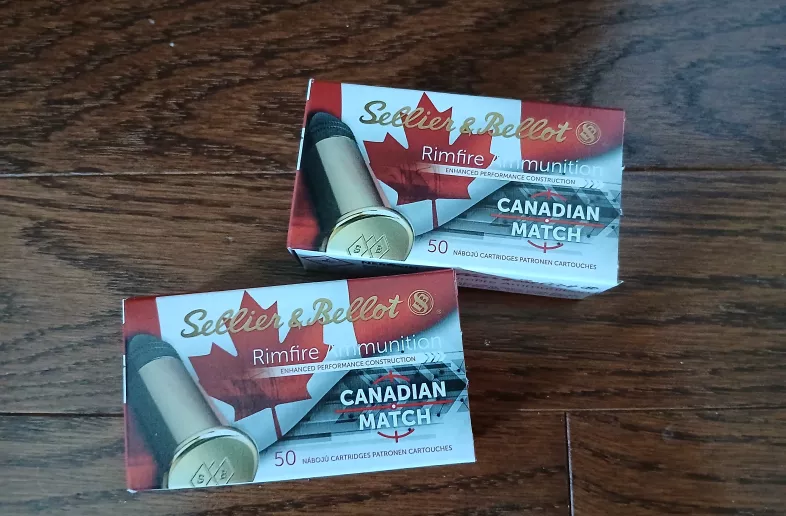 Sellier & Bellot
Rimfire Ammunition
ENHANCED PERFORMANCE CONSTRUCTION
CANADIAN
MATCH
50 NÁBOJŮ CARTRIDGES PATRONEN CARTOUCHES
S B
Sellier & Bellot
Rimfire Ammunition
ENHANCED PERFORMANCE CONSTRUCTION
CANADIAN
MATCH
50 NÁBOJŮ CARTRIDGES PATRONEN CARTOUCHES
S B